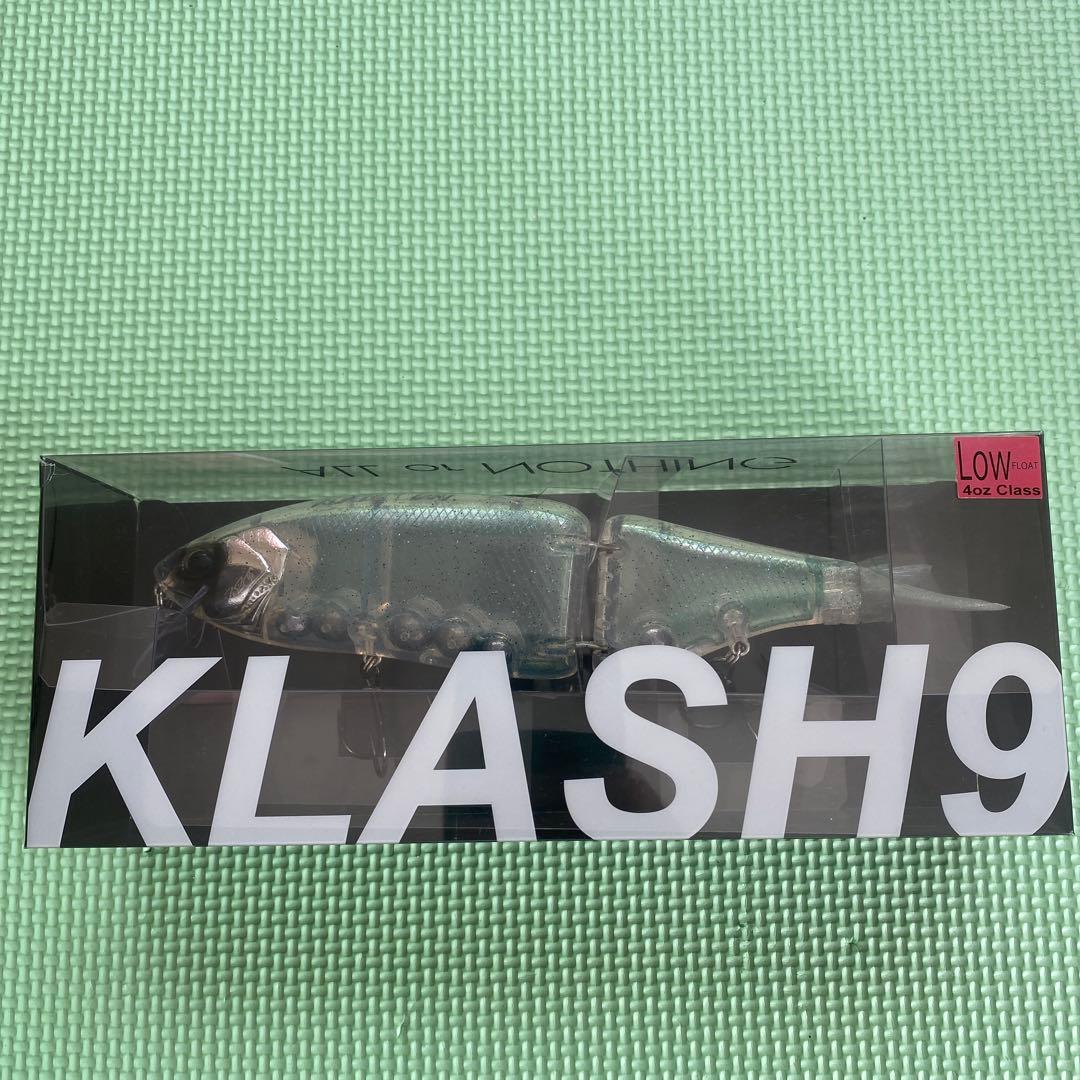 ALL or NOTHING
LOW FLOAT
4oz Class
KLASH9